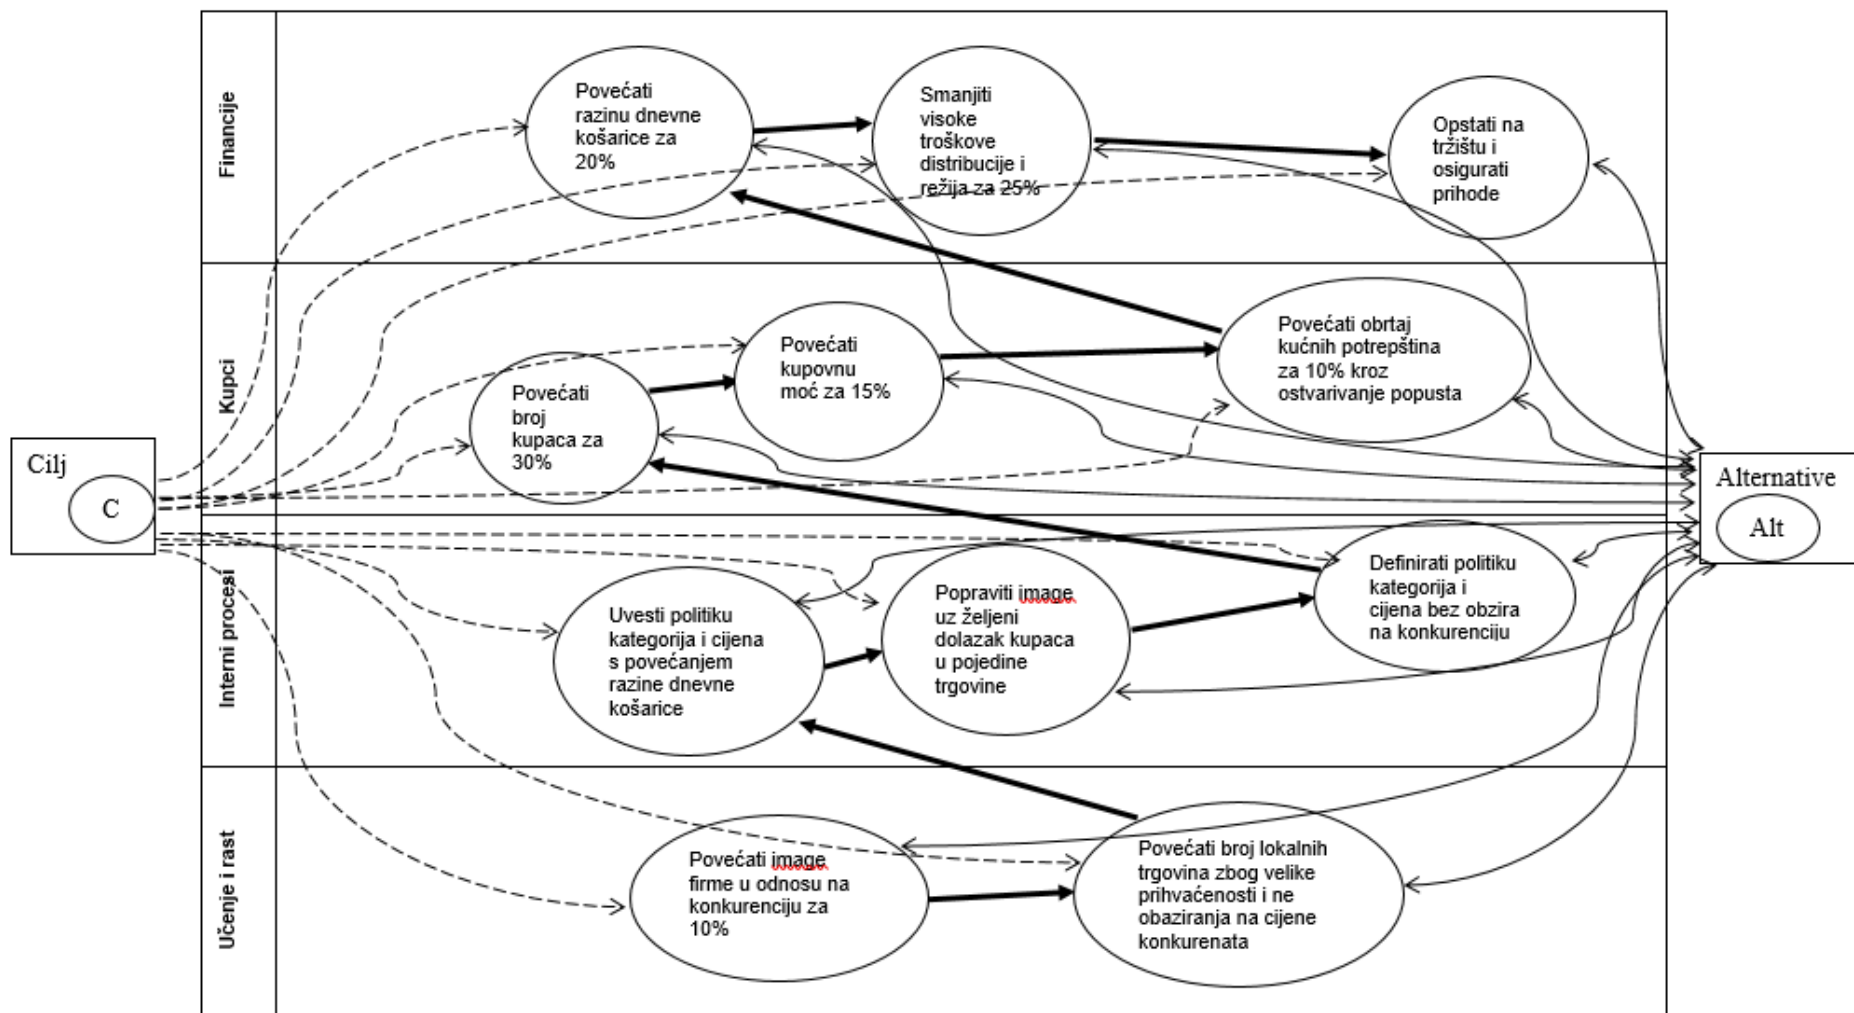 Financije
Povećati
razinu dnevne
košarice za
20%
Smanjiti
visoke
troškove
distribucije i
režija za 25%
Opstati na
tržištu i
osigurati
prihode
Kupci
Povećati
broj
kupaca za
30%
Povećati
kupovnu
moć za 15%
Povećati obrtaj
kućnih potrepština
za 10% kroz
ostvarivanje popusta
Cilj
C
Alternative
Alt
Interni procesi
Uvesti politiku
kategorija i cijena
s povećanjem
razine dnevne
košarice
Popraviti image
uz željeni
dolazak kupaca
u pojedine
trgovine
Definirati politiku
kategorija i
cijena bez obzira
na konkurenciju
Učenje i rast
Povećati image
firme u odnosu na
konkurenciju za
10%
Povećati broj lokalnih
trgovina zbog velike
prihvaćenosti i ne
obaziranja na cijene
konkurenata